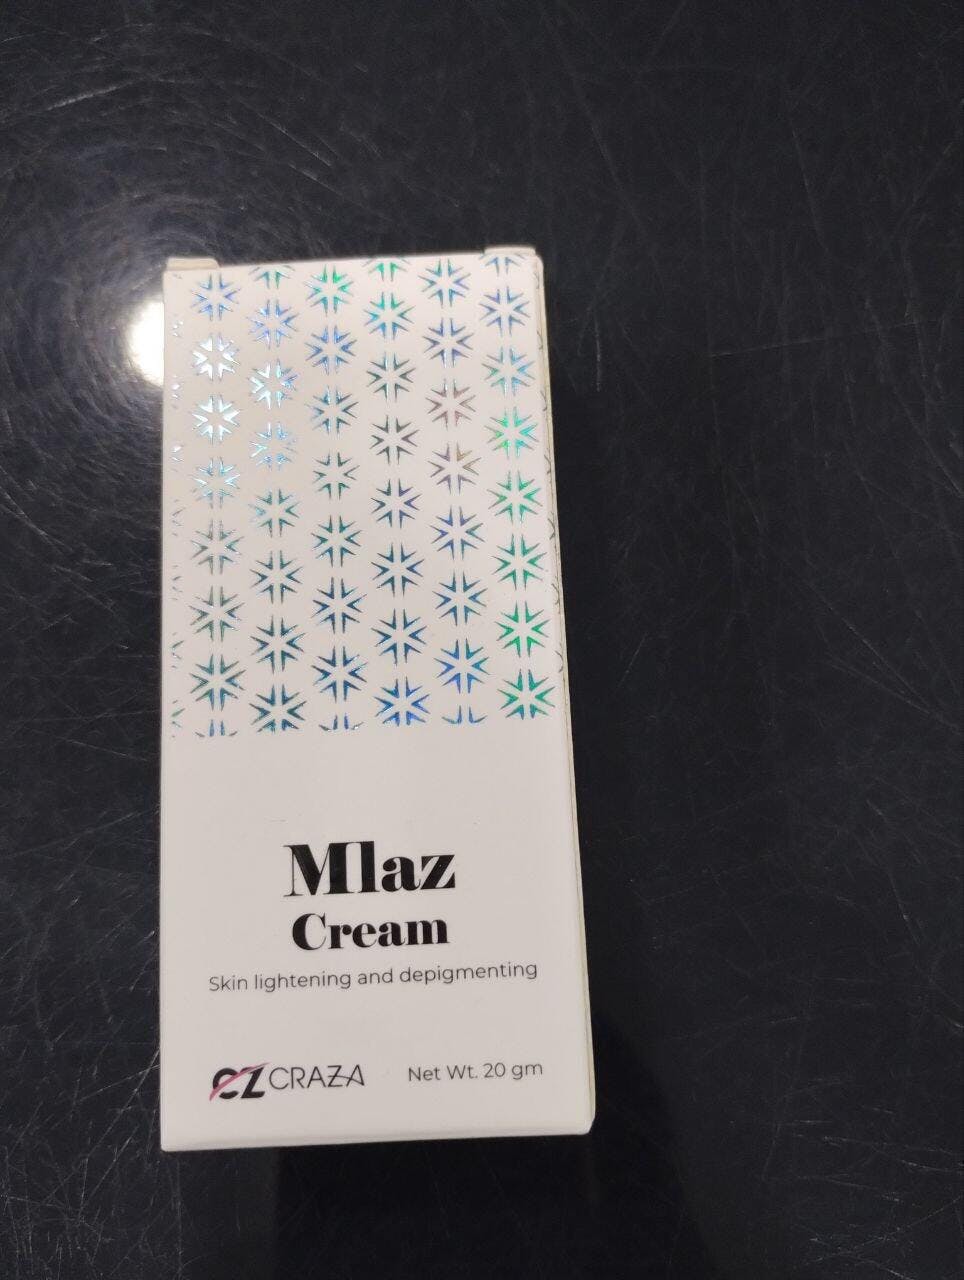 Mlaz
Cream
Skin lightening and depigmenting
CZ CRAZA
Net Wt. 20 gm